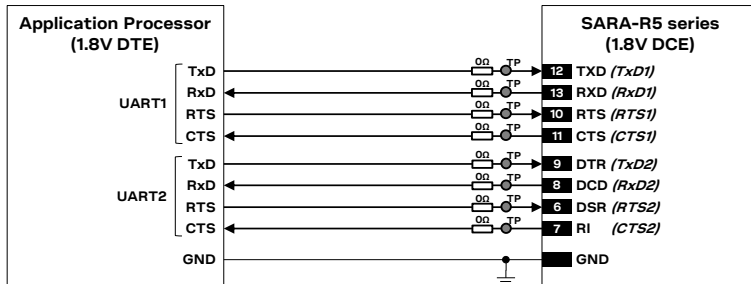 Application Processor
(1.8V DTE)
SARA-R5 series
(1.8V DCE)
UART1
TxD 0Ω TP 12 TXD (TxD1)
RxD 0Ω TP 13 RXD (RxD1)
RTS 0Ω TP 10 RTS (RTS1)
CTS 0Ω TP 11 CTS (CTS1)
UART2
TxD 0Ω TP 9 DTR (TxD2)
RxD 0Ω TP 8 DCD (RxD2)
RTS 0Ω TP 6 DSR (RTS2)
CTS 0Ω TP 7 RI (CTS2)
GND GND